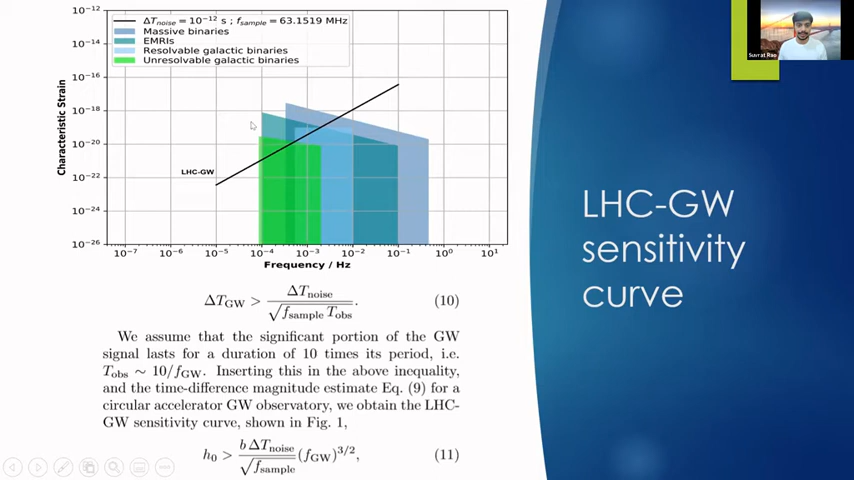 10⁻¹²
10⁻¹⁴
10⁻¹⁶
10⁻¹⁸
10⁻²⁰
10⁻²²
10⁻²⁴
10⁻²⁶
Characteristic Strain
ΔT_noise = 10⁻¹² s ; f_sample = 63.1519 MHz
Massive binaries
EMRIs
Resolvable galactic binaries
Unresolvable galactic binaries
LHC-GW
10⁻⁷ 10⁻⁶ 10⁻⁵ 10⁻⁴ 10⁻³ 10⁻² 10⁻¹ 10⁰ 10¹
Frequency / Hz
ΔT_GW > ΔT_noise / √(f_sample T_obs). (10)
We assume that the significant portion of the GW
signal lasts for a duration of 10 times its period, i.e.
T_obs ∼ 10/f_GW. Inserting this in the above inequality,
and the time-difference magnitude estimate Eq. (9) for a
circular accelerator GW observatory, we obtain the LHC-
GW sensitivity curve, shown in Fig. 1,
h₀ > b ΔT_noise / √f_sample (f_GW)^{3/2}, (11)
LHC-GW
sensitivity
curve
Suvrat Rao